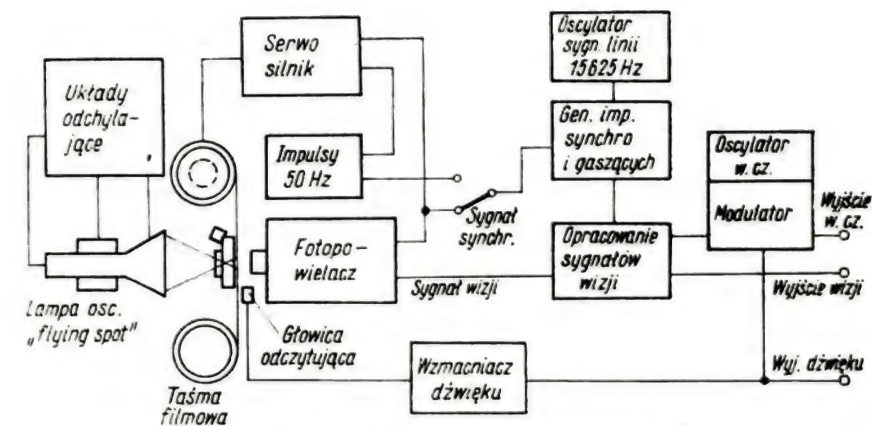 Oscylator
sygn. linii
15625 Hz
Serwo
silnik
Układy
odchyla-
jące
Gen. imp.
synchro
i gaszących
Impulsy
50 Hz
Oscylator
w. cz.
Modulator
Wyjście
w. cz.
Sygnał
synchr.
Fotopo-
wielacz
Opracowanie
sygnałów
wizji
Sygnał wizji
Wyjście wizji
Lampa osc.
„flying spot"
Głowica
odczytująca
Wzmacniacz
dźwięku
Wyj. dźwięku
Taśma
filmowa